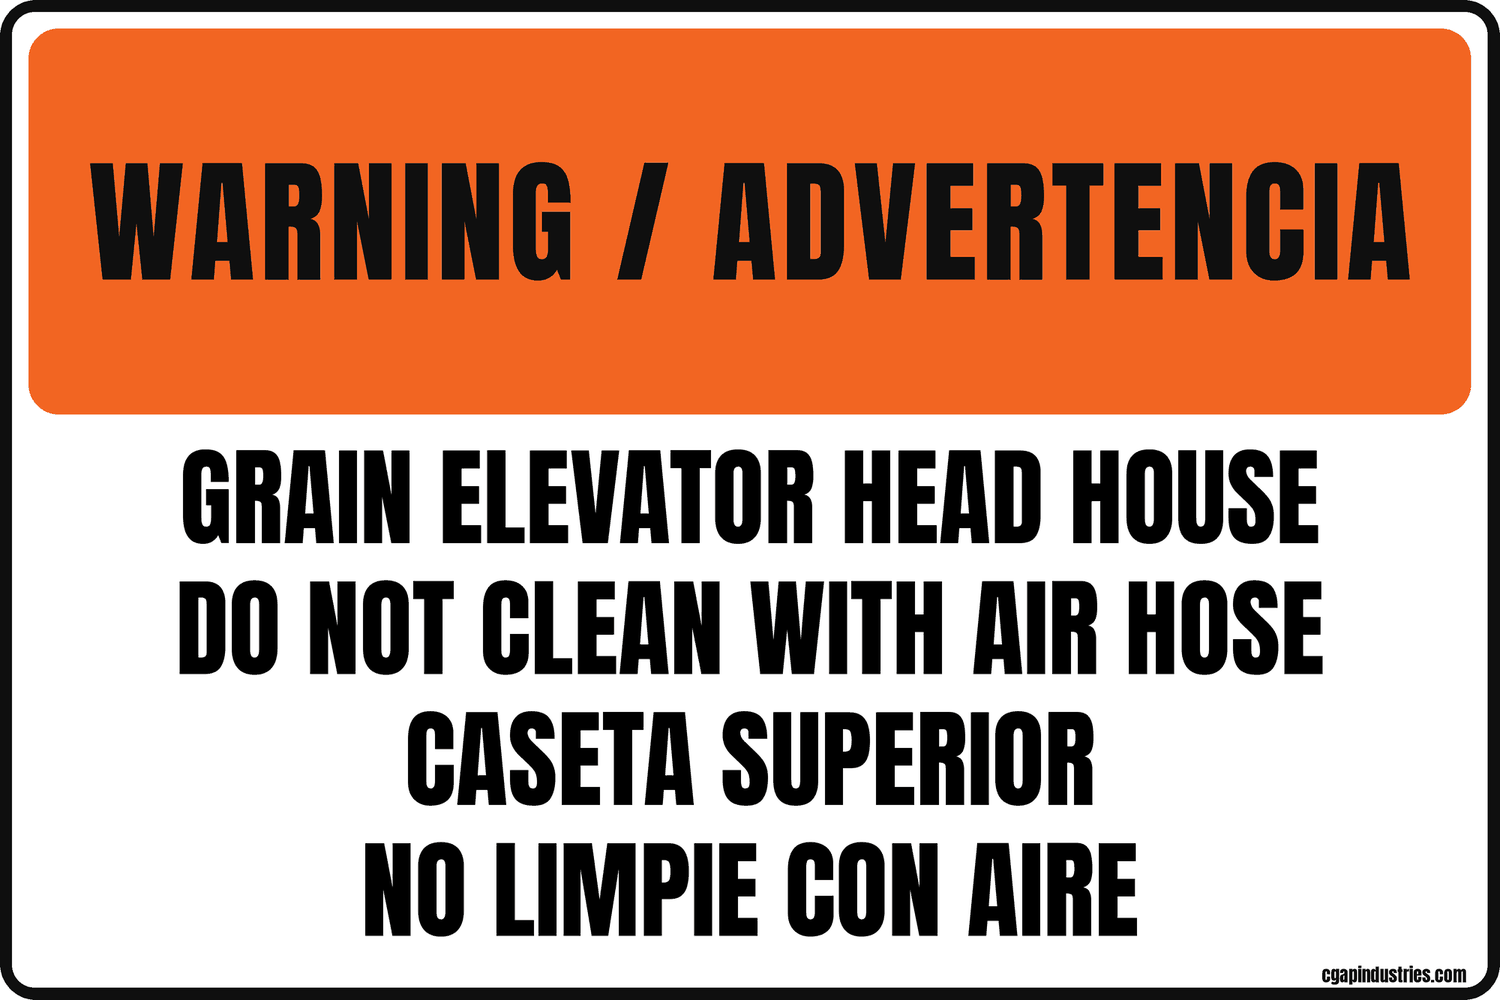 WARNING / ADVERTENCIA
GRAIN ELEVATOR HEAD HOUSE
DO NOT CLEAN WITH AIR HOSE
CASETA SUPERIOR
NO LIMPIE CON AIRE
cgapindustries.com